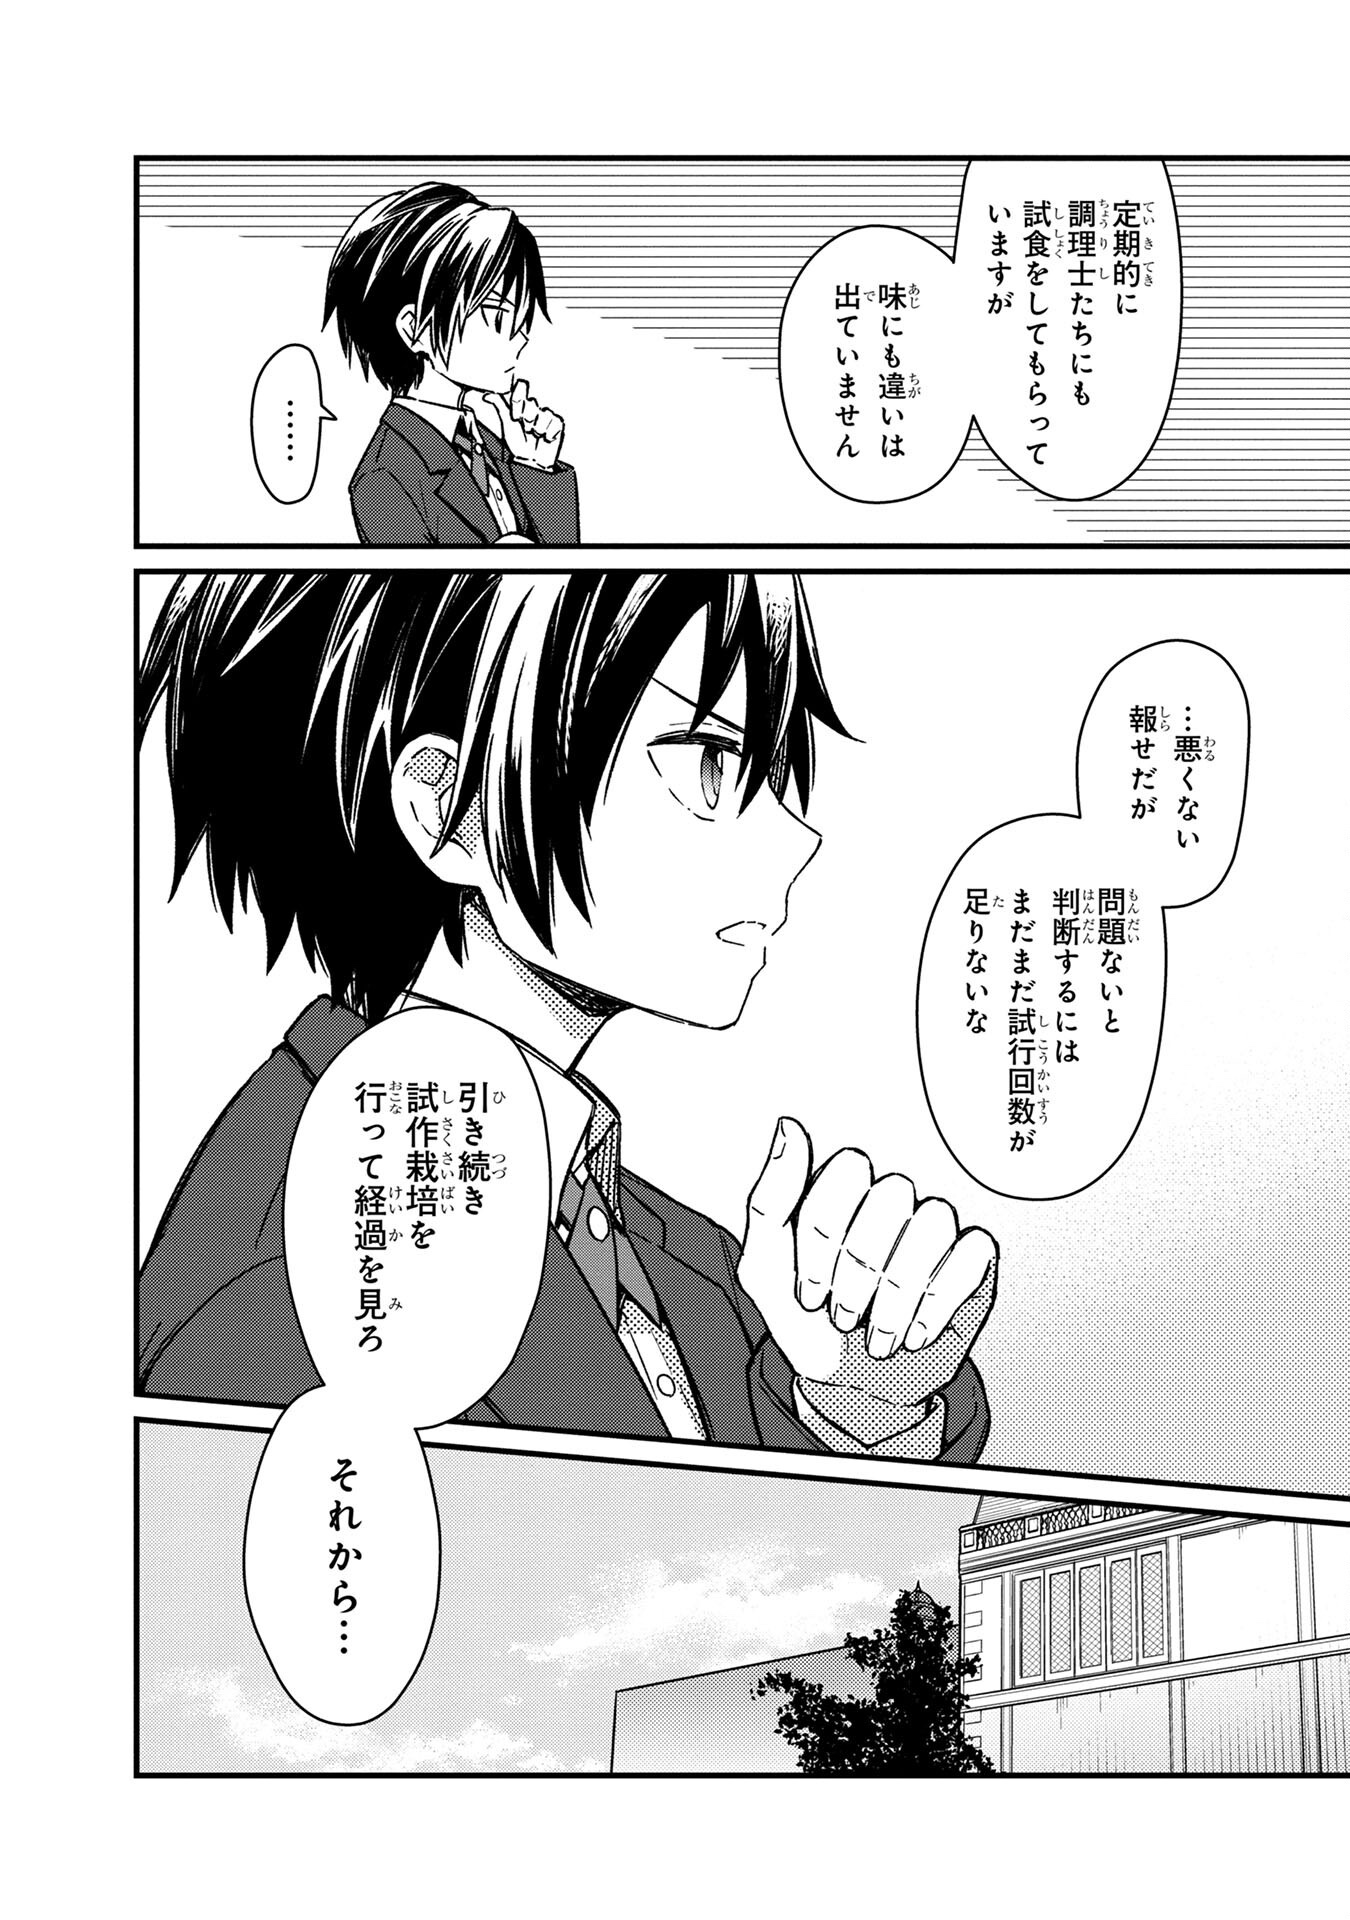 定期的に
調理士たちにも
試食をしてもらって
いますが
味にも違いは
出ていません
……
…悪くない
報せだが
問題ないと
判断するには
まだまだ試行回数が
足りないな
引き続き
試作栽培を
行って経過を見ろ
それから…